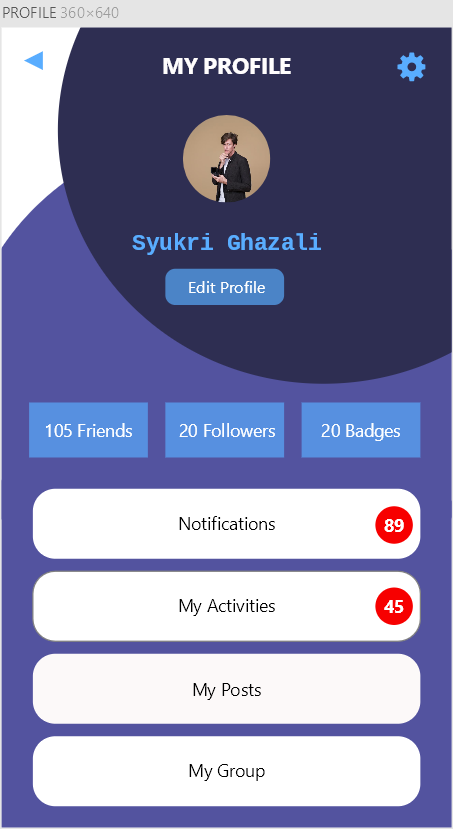 PROFILE 360×640
MY PROFILE
Syukri Ghazali
Edit Profile
105 Friends
20 Followers
20 Badges
Notifications
89
My Activities
45
My Posts
My Group